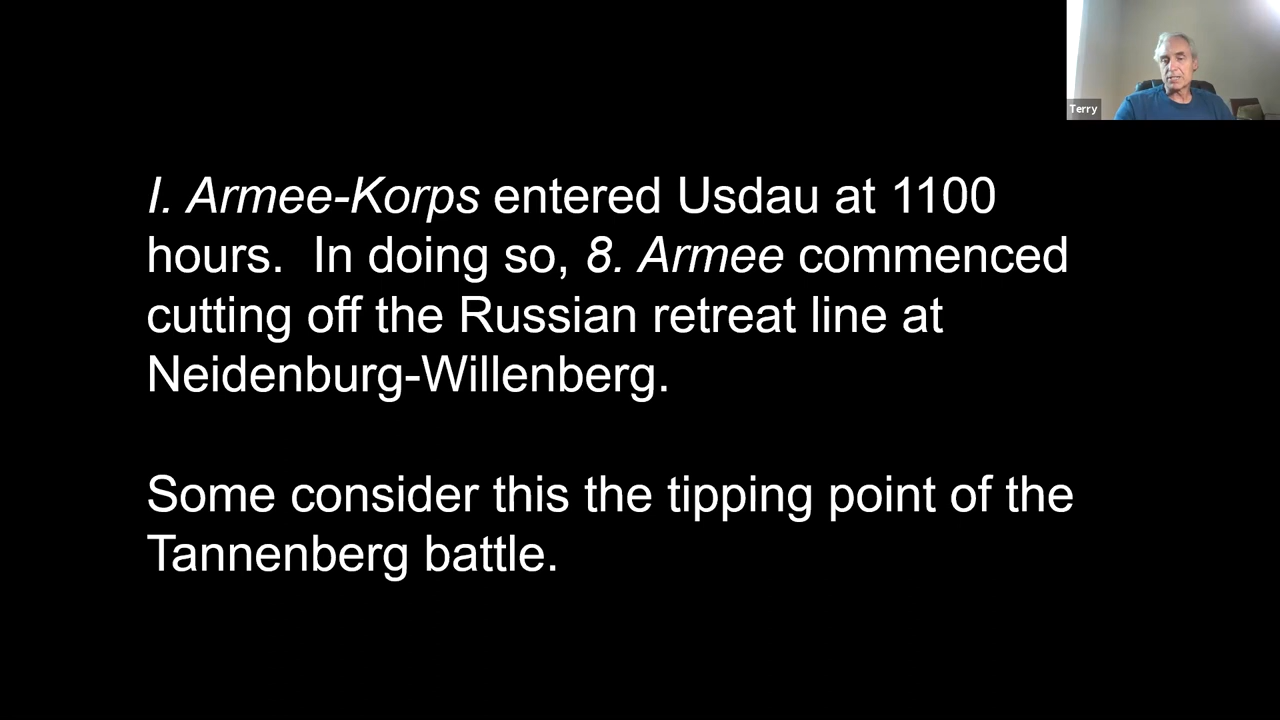 Terry
I. Armee-Korps entered Usdau at 1100
hours.  In doing so, 8. Armee commenced
cutting off the Russian retreat line at
Neidenburg-Willenberg.
Some consider this the tipping point of the
Tannenberg battle.